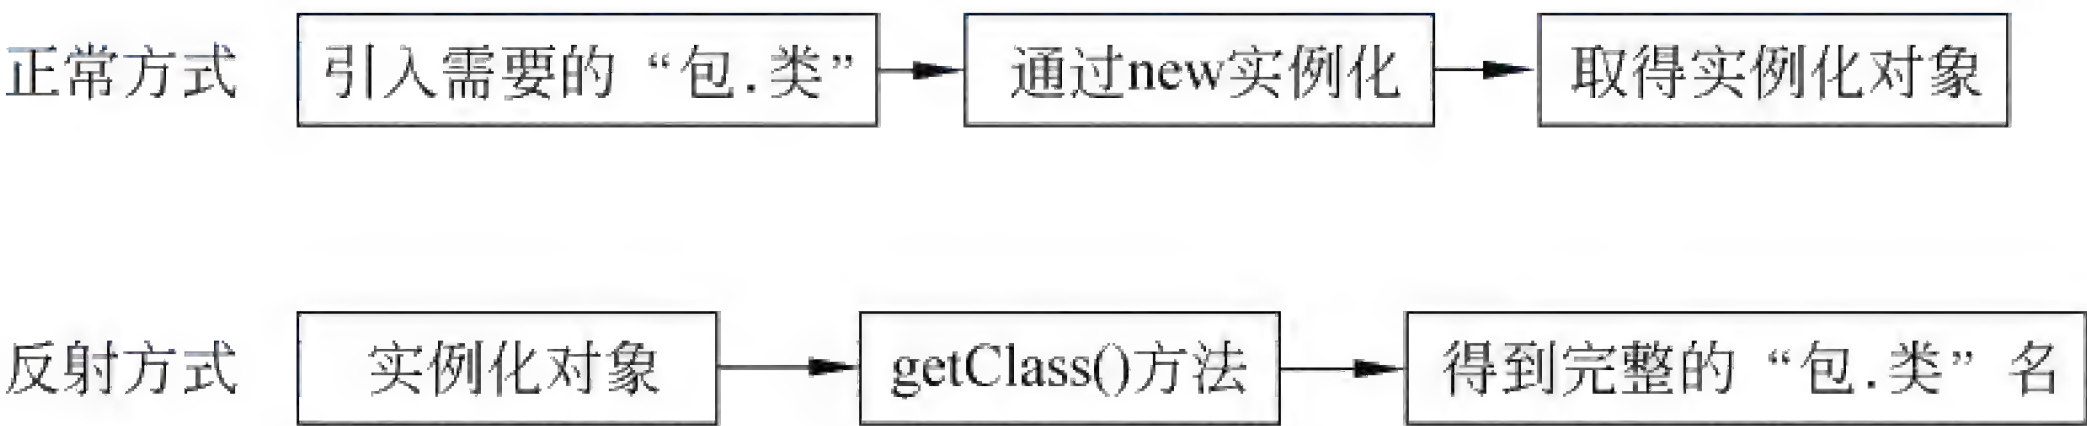 正常方式 引入需要的“包.类” 通过new实例化 取得实例化对象
反射方式 实例化对象 getClass()方法 得到完整的“包.类”名